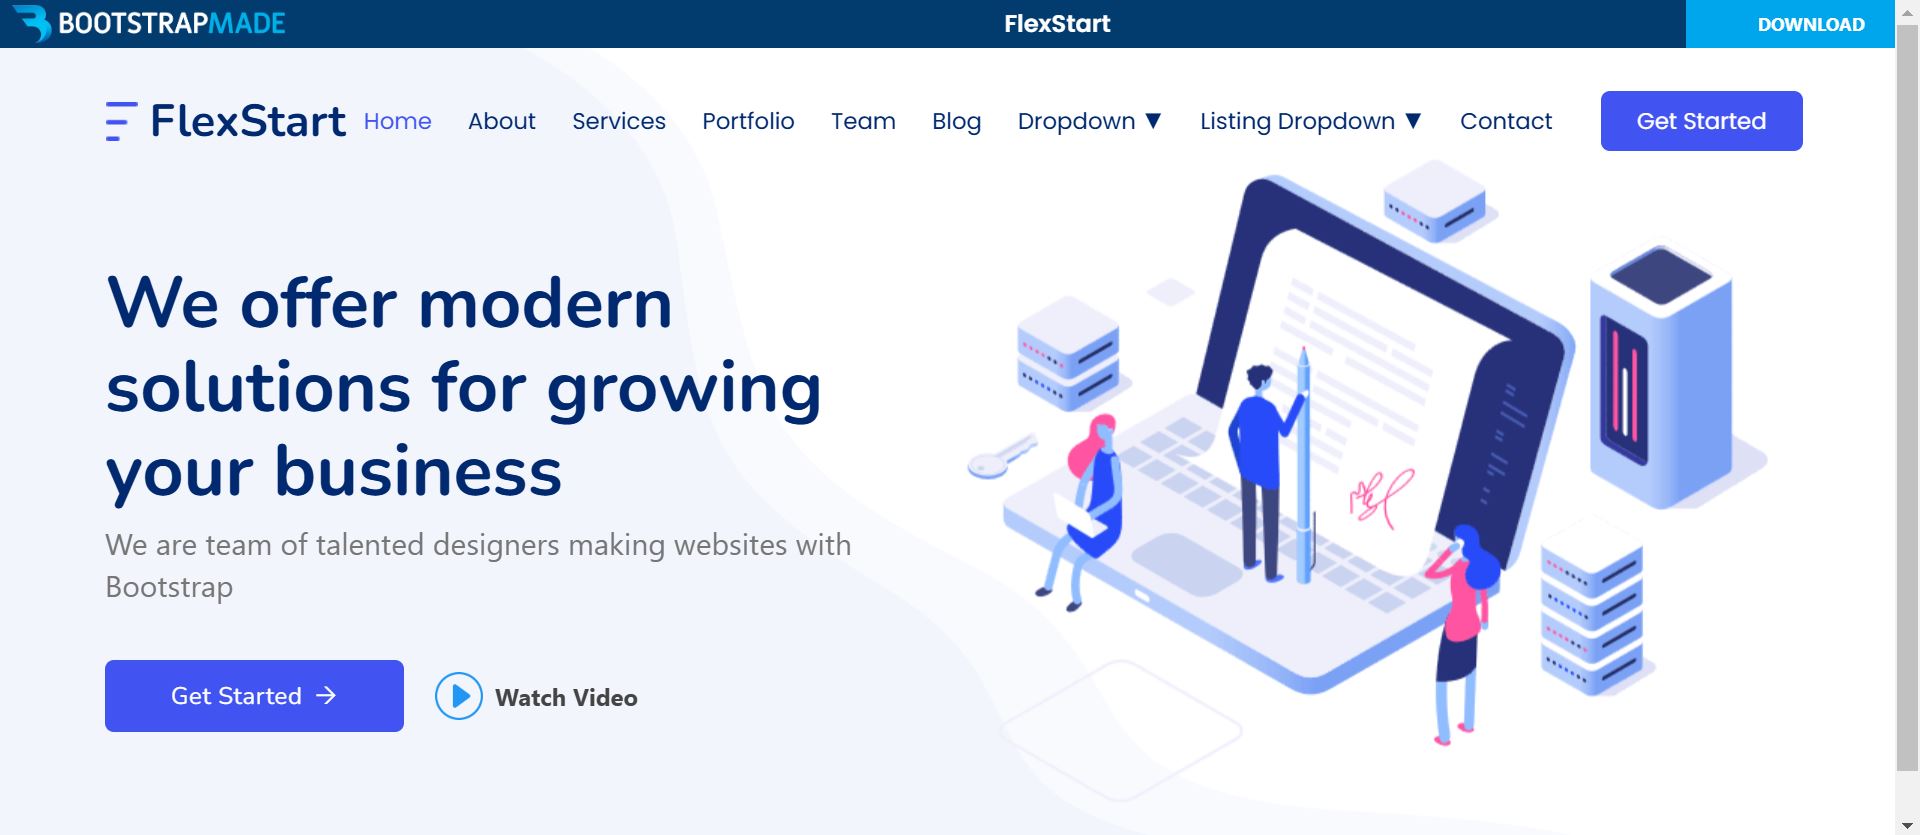 BOOTSTRAPMADE
FlexStart
DOWNLOAD
FlexStart
Home About Services Portfolio Team Blog Dropdown ▼ Listing Dropdown ▼ Contact
Get Started
We offer modern
solutions for growing
your business
We are team of talented designers making websites with
Bootstrap
Get Started →
Watch Video